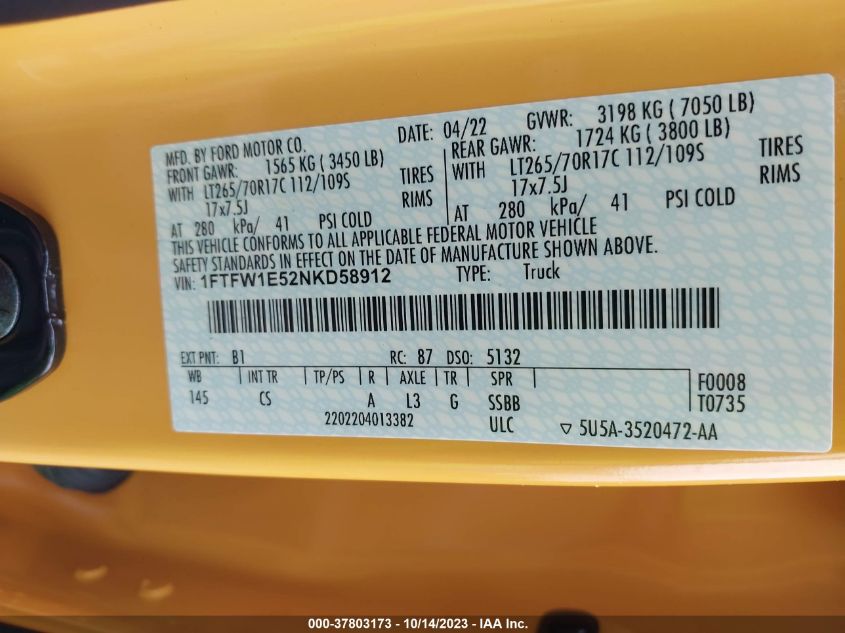 MFD. BY FORD MOTOR CO. DATE: 04/22 GVWR: 3198 KG ( 7050 LB)
FRONT GAWR: 1565 KG ( 3450 LB) REAR GAWR: 1724 KG ( 3800 LB)
WITH LT265/70R17C 112/109S TIRES WITH LT265/70R17C 112/109S TIRES
17x7.5J RIMS 17x7.5J RIMS
AT 280 kPa/ 41 PSI COLD AT 280 kPa/ 41 PSI COLD
THIS VEHICLE CONFORMS TO ALL APPLICABLE FEDERAL MOTOR VEHICLE
SAFETY STANDARDS IN EFFECT ON THE DATE OF MANUFACTURE SHOWN ABOVE.
VIN: 1FTFW1E52NKD58912 TYPE: Truck
EXT PNT: B1 RC: 87 DSO: 5132
WB INT TR TP/PS R AXLE TR SPR F0008
145 CS A L3 G SSBB T0735
2202204013382 ULC ▽ 5U5A-3520472-AA
000-37803173 - 10/14/2023 - IAA Inc.